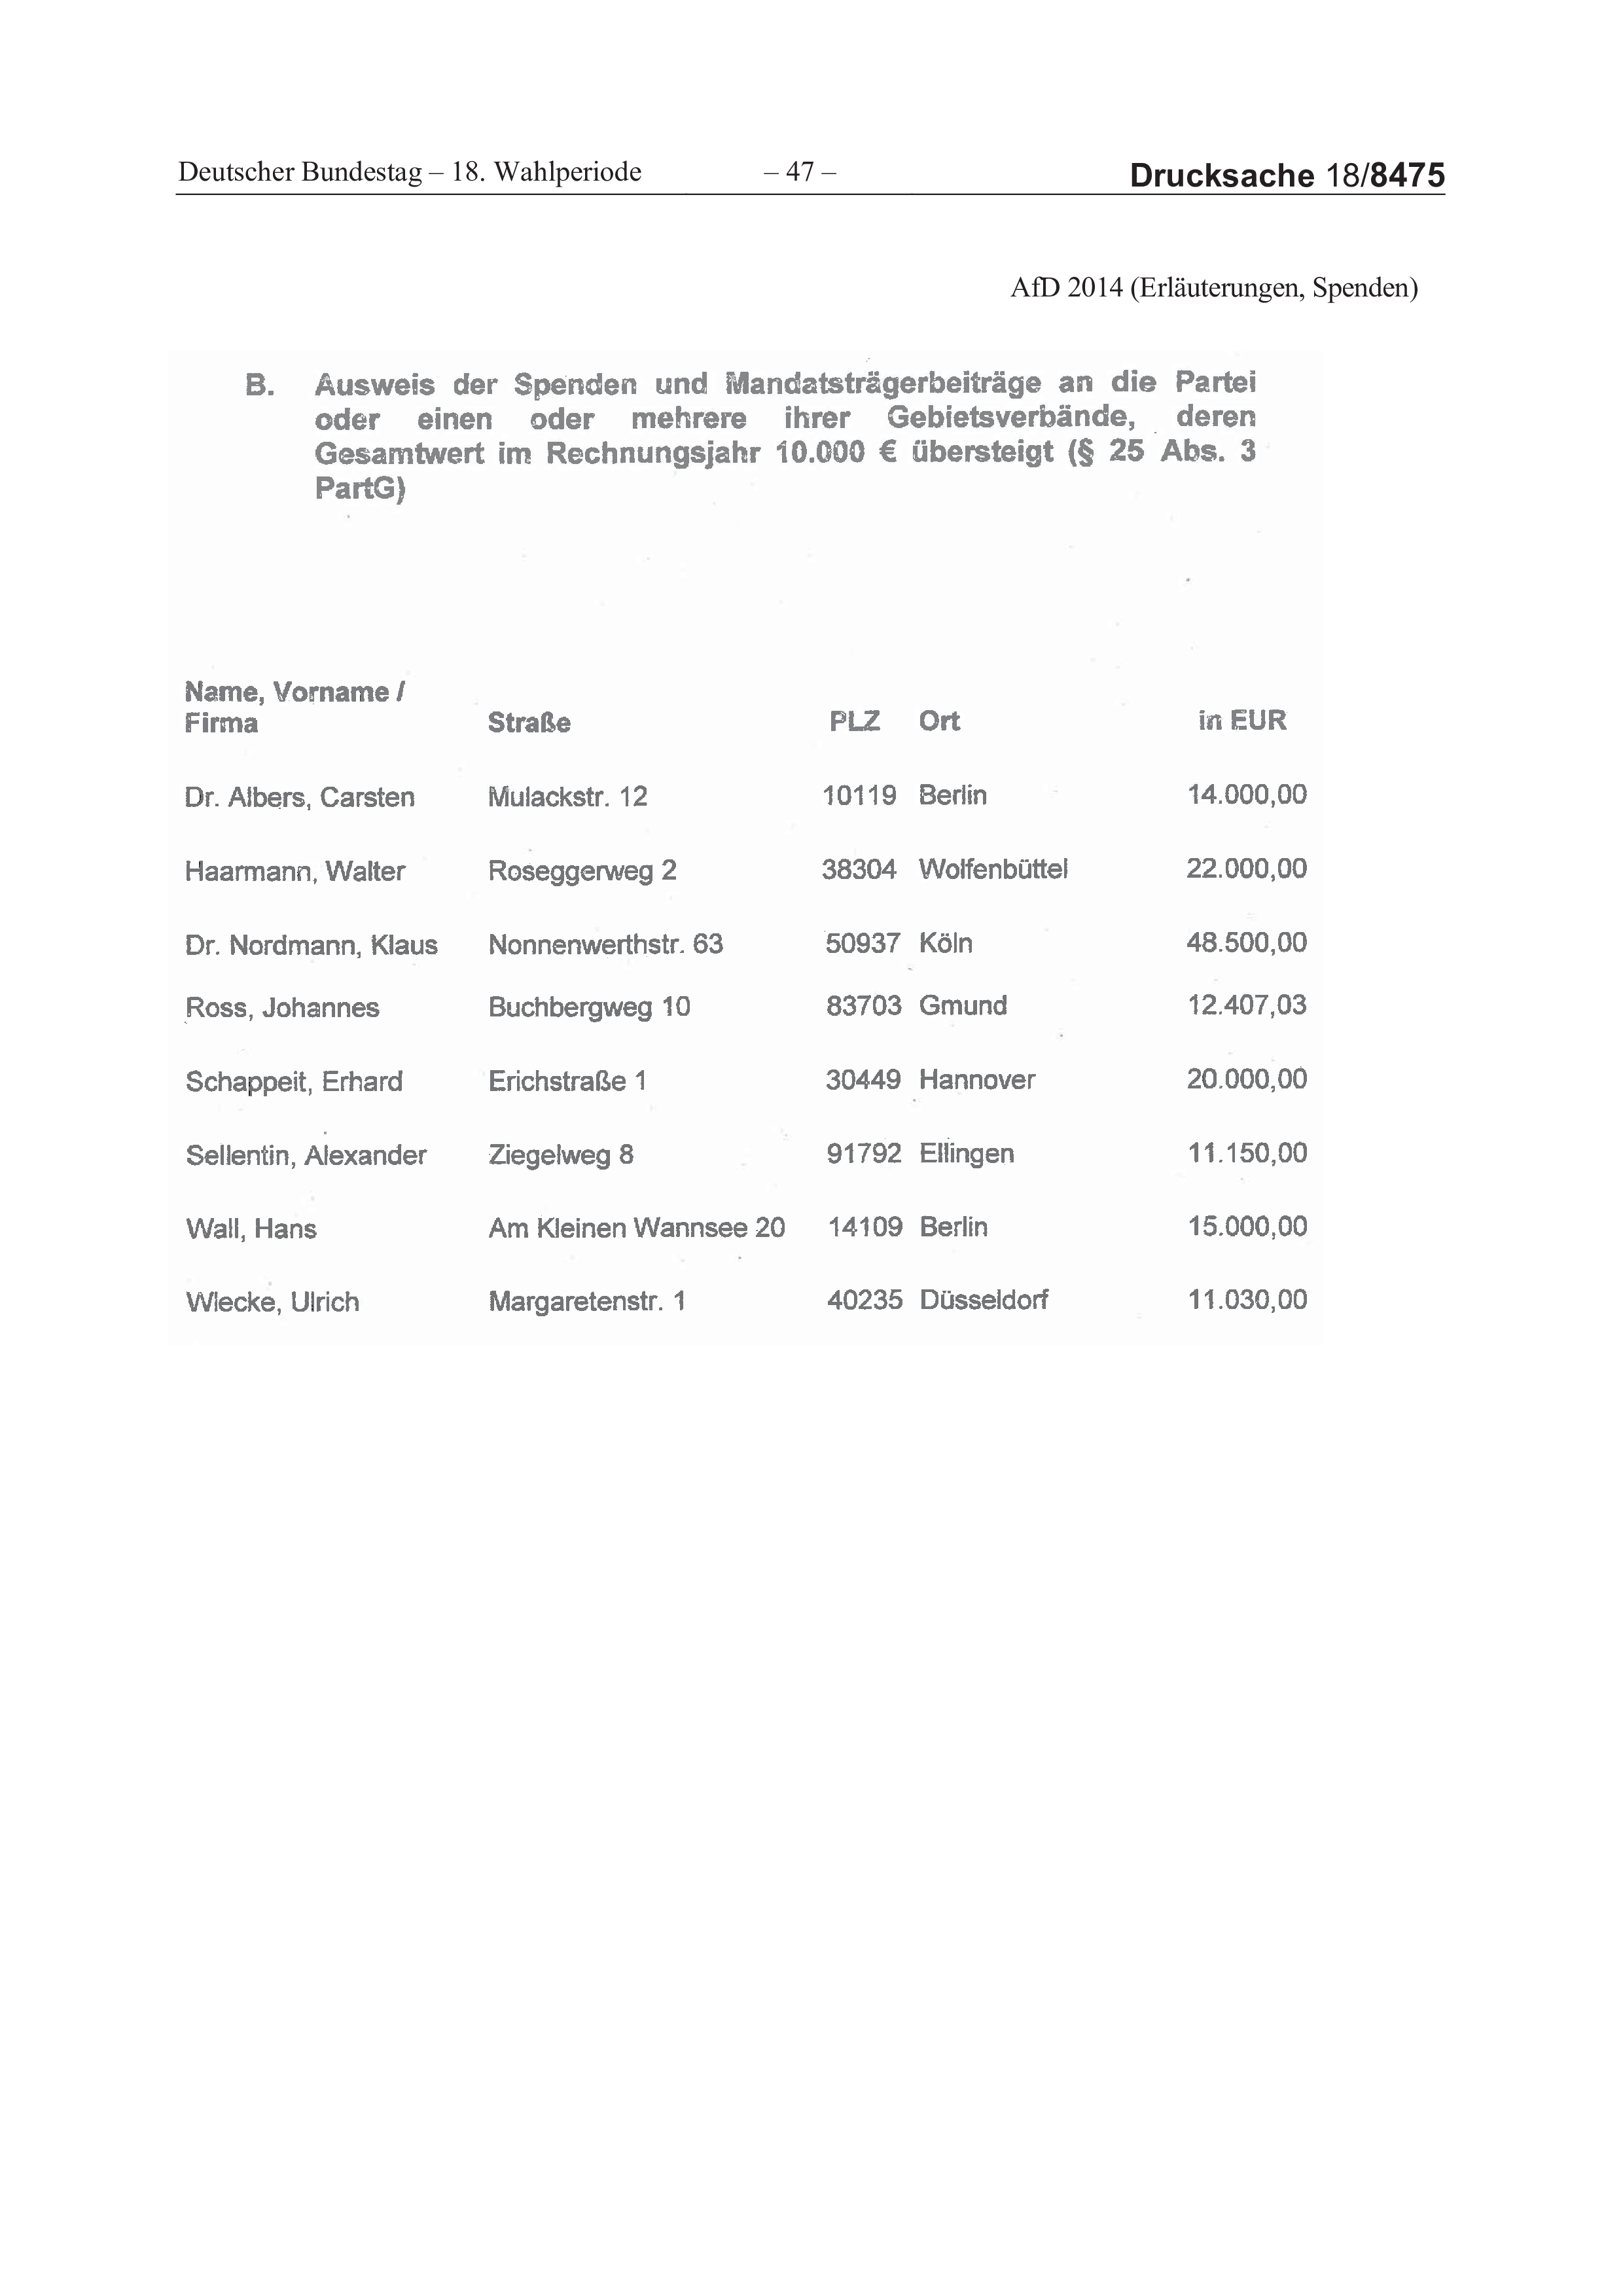 Deutscher Bundestag – 18. Wahlperiode – 47 – Drucksache 18/8475
AfD 2014 (Erläuterungen, Spenden)
B. Ausweis der Spenden und Mandatsträgerbeiträge an die Partei
oder einen oder mehrere ihrer Gebietsverbände, deren
Gesamtwert im Rechnungsjahr 10.000 € übersteigt (§ 25 Abs. 3
PartG)
Name, Vorname /
Firma Straße PLZ Ort in EUR
Dr. Albers, Carsten Mulackstr. 12 10119 Berlin 14.000,00
Haarmann, Walter Roseggerweg 2 38304 Wolfenbüttel 22.000,00
Dr. Nordmann, Klaus Nonnenwerthstr. 63 50937 Köln 48.500,00
Ross, Johannes Buchbergweg 10 83703 Gmund 12.407,03
Schappeit, Erhard Erichstraße 1 30449 Hannover 20.000,00
Sellentin, Alexander Ziegelweg 8 91792 Ellingen 11.150,00
Wall, Hans Am Kleinen Wannsee 20 14109 Berlin 15.000,00
Wlecke, Ulrich Margaretenstr. 1 40235 Düsseldorf 11.030,00